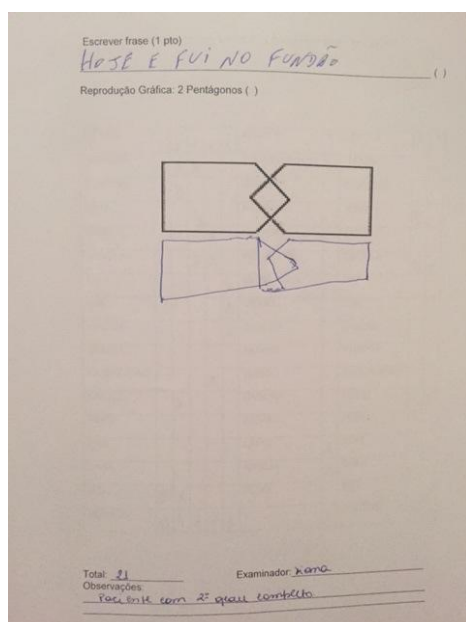 Escrever frase (1 pto)
HOJE E FUI NO FUNDÃO
( )
Reprodução Gráfica: 2 Pentágonos ( )
Total: 21 Examinador:
Observações:
Paciente com 2º grau completo